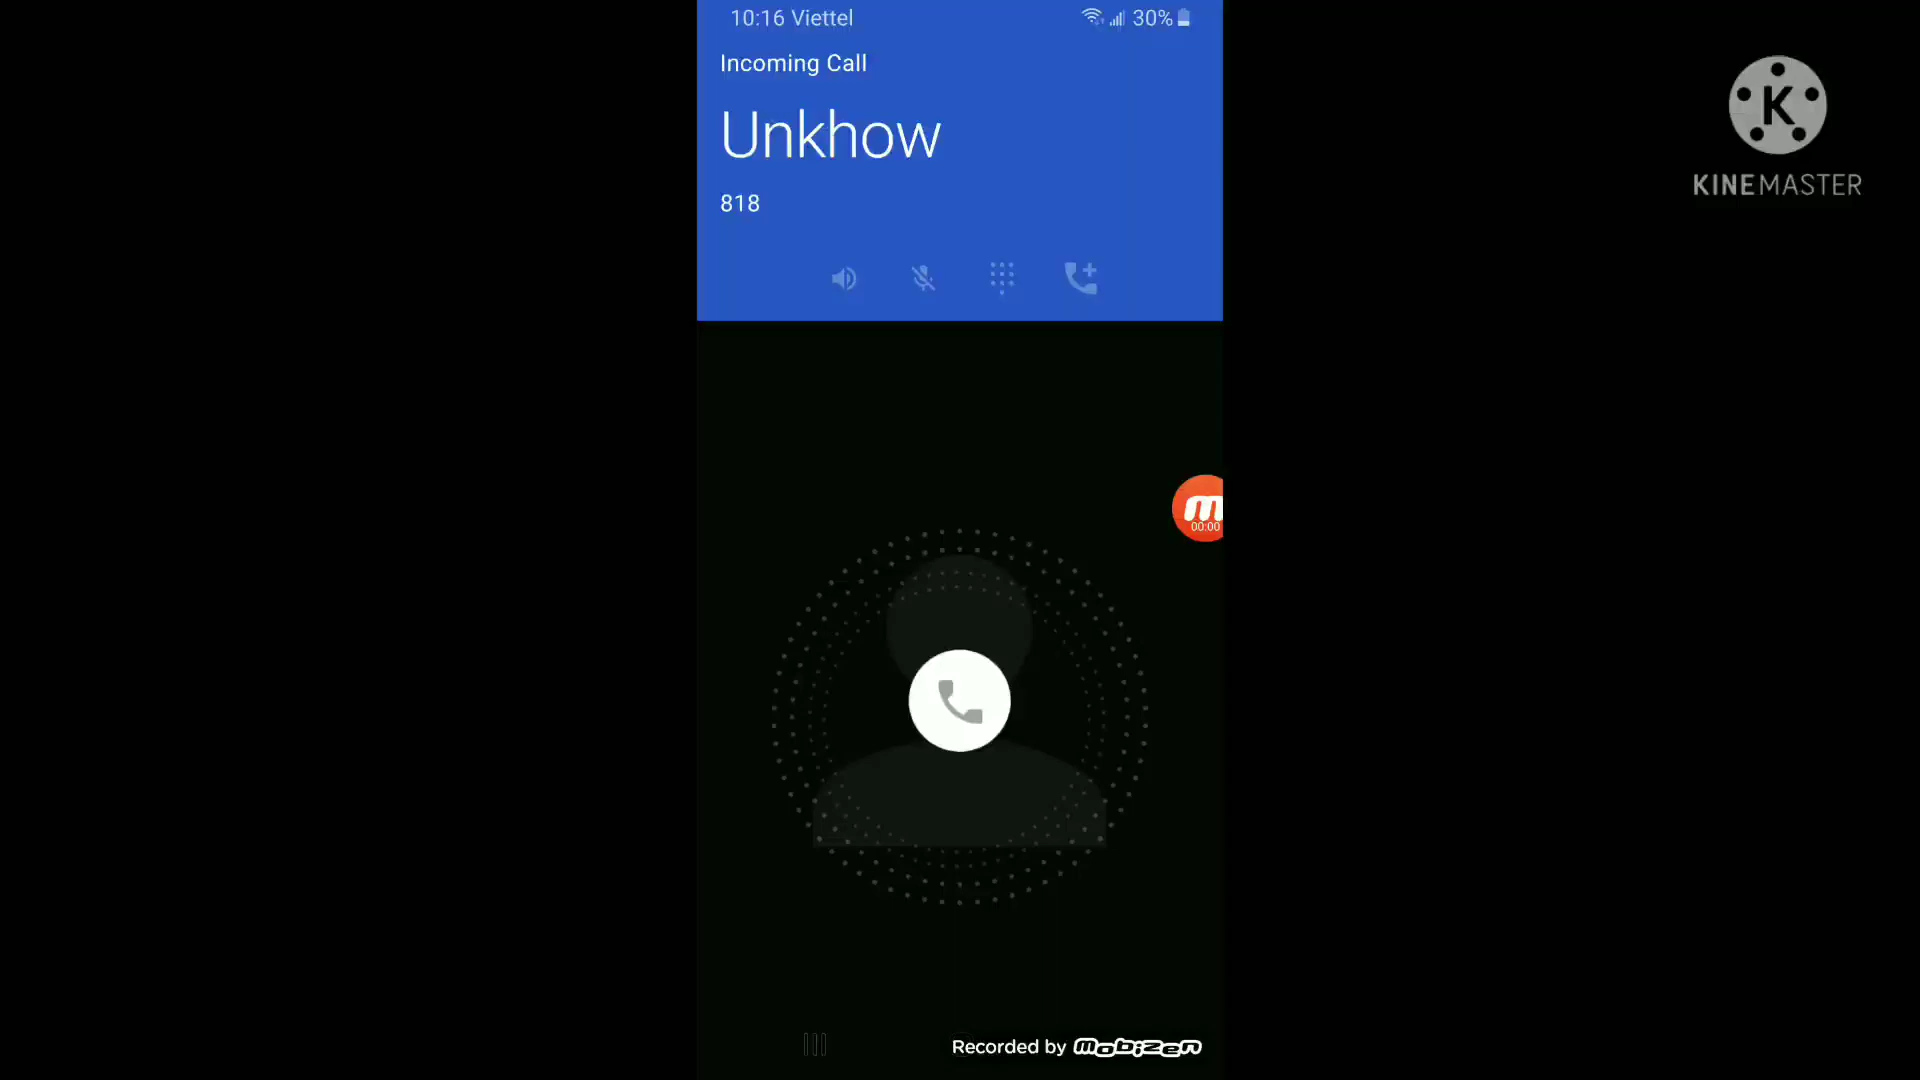 10:16 Viettel
30%
Incoming Call
Unkhow
818
K
KINEMASTER
m
00:00
Recorded by mobizen